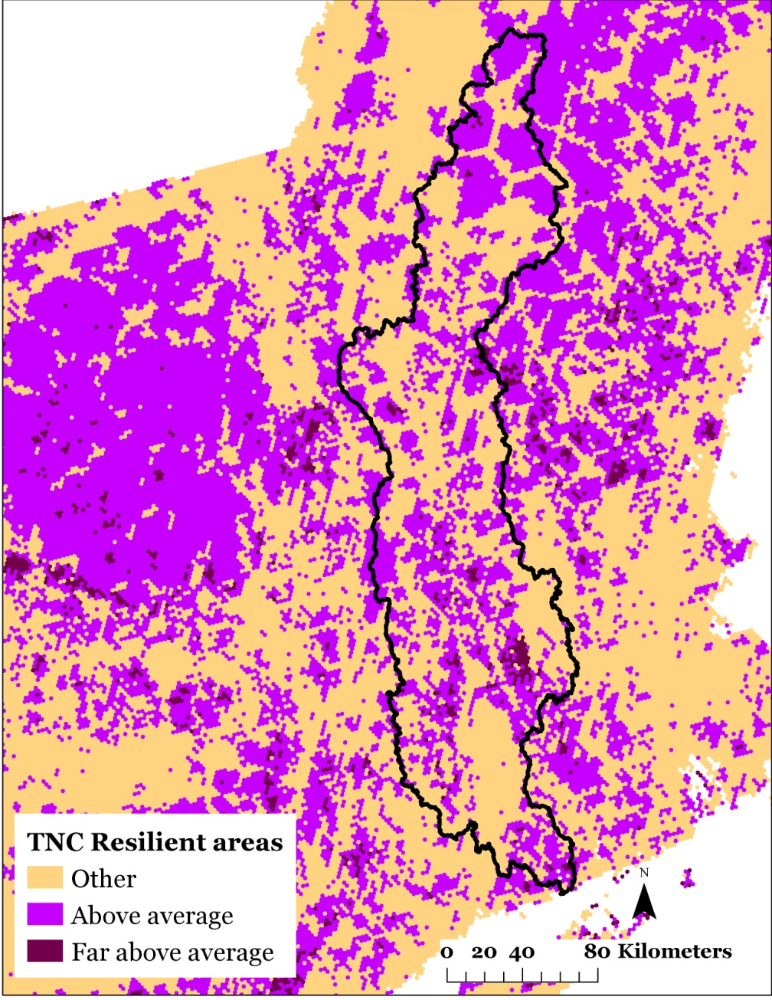 TNC Resilient areas
Other
Above average
Far above average
N
0 20 40 80 Kilometers